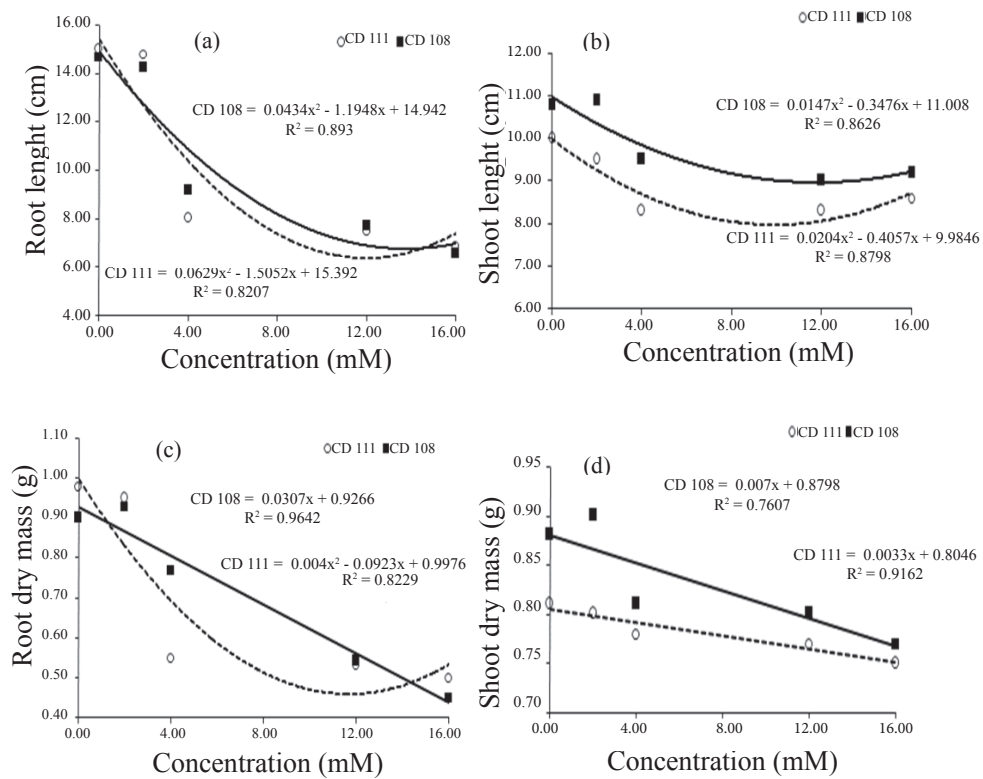 (a)
CD 111 CD 108
Root lenght (cm)
16.00
14.00
12.00
10.00
8.00
6.00
4.00
CD 108 = 0.0434x² - 1.1948x + 14.942
R² = 0.893
CD 111 = 0.0629x² - 1.5052x + 15.392
R² = 0.8207
0.00 4.00 8.00 12.00 16.00
Concentration (mM)
CD 111 CD 108
(b)
Shoot lenght (cm)
12.00
11.00
10.00
9.00
8.00
7.00
6.00
CD 108 = 0.0147x² - 0.3476x + 11.008
R² = 0.8626
CD 111 = 0.0204x² - 0.4057x + 9.9846
R² = 0.8798
0.00 4.00 8.00 12.00 16.00
Concentration (mM)
(c)
CD 111 CD 108
Root dry mass (g)
1.10
1.00
0.90
0.80
0.70
0.60
0.50
0.40
CD 108 = 0.0307x + 0.9266
R² = 0.9642
CD 111 = 0.004x² - 0.0923x + 0.9976
R² = 0.8229
0.00 4.00 8.00 12.00 16.00
Concentration (mM)
CD 111 CD 108
(d)
Shoot dry mass (g)
0.95
0.90
0.85
0.80
0.75
0.70
CD 108 = 0.007x + 0.8798
R² = 0.7607
CD 111 = 0.0033x + 0.8046
R² = 0.9162
0.00 4.00 8.00 12.00 16.00
Concentration (mM)